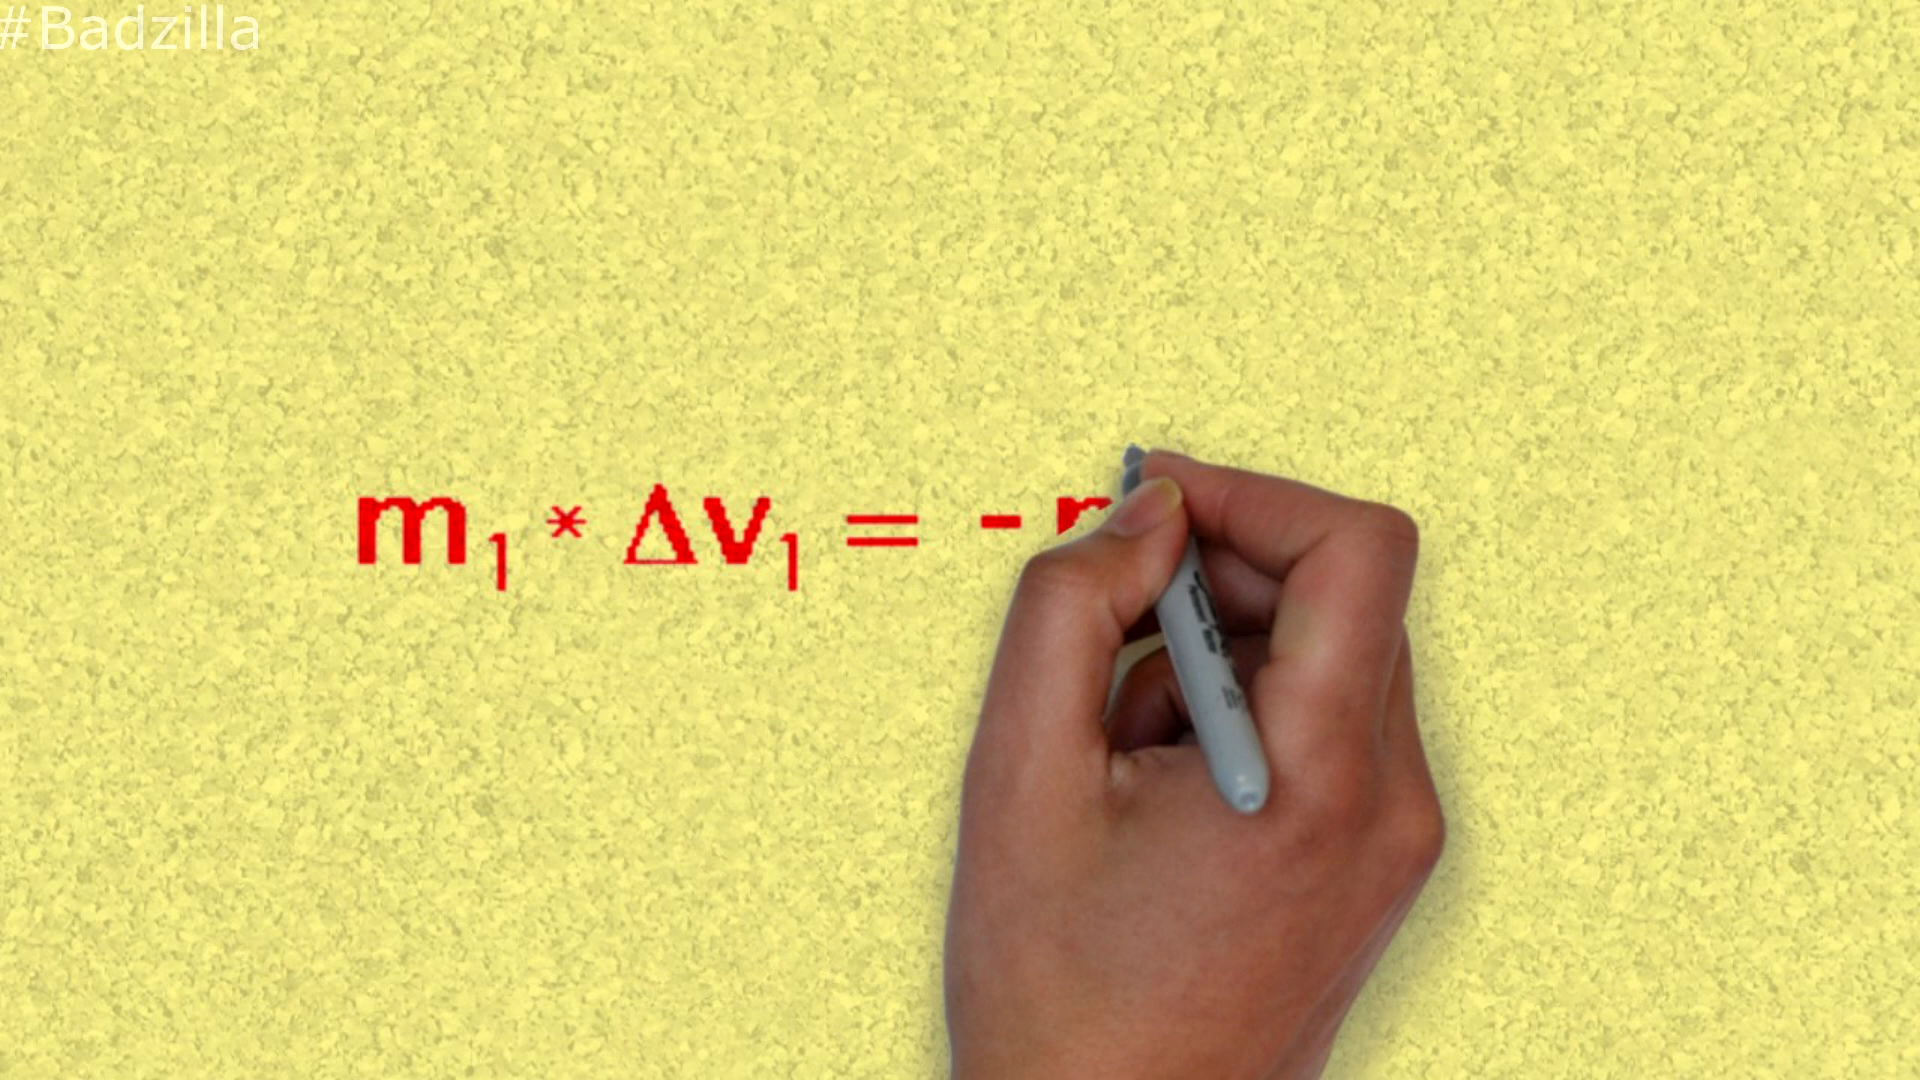 #Badzilla
m₁ * Δv₁ = -